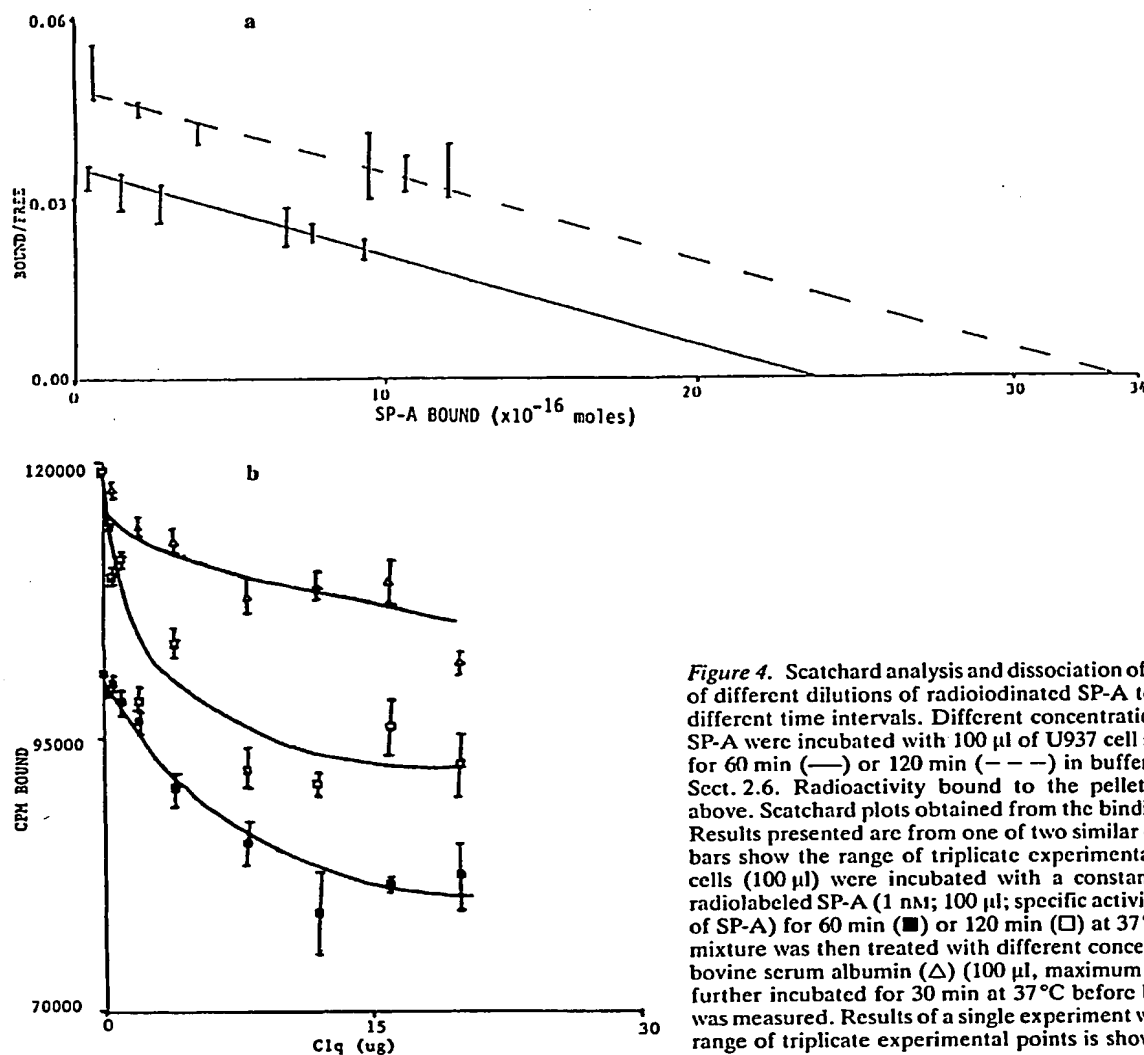 a
0.06
0.03
0.00
BOUND/FREE
0
10
20
30
34
SP-A BOUND (x10-16 moles)
b
120000
95000
70000
CPM BOUND
0
15
30
C1q (ug)
Figure 4. Scatchard analysis and dissociation of
of different dilutions of radioiodinated SP-A t
different time intervals. Different concentratio
SP-A were incubated with 100 µl of U937 cell
for 60 min (——) or 120 min (– – –) in buffer
Sect. 2.6. Radioactivity bound to the pellet
above. Scatchard plots obtained from the bindi
Results presented are from one of two similar
bars show the range of triplicate experimenta
cells (100 µl) were incubated with a constan
radiolabeled SP-A (1 nM; 100 µl; specific activi
of SP-A) for 60 min (■) or 120 min (□) at 37°
mixture was then treated with different conce
bovine serum albumin (△) (100 µl, maximum
further incubated for 30 min at 37°C before
was measured. Results of a single experiment w
range of triplicate experimental points is show